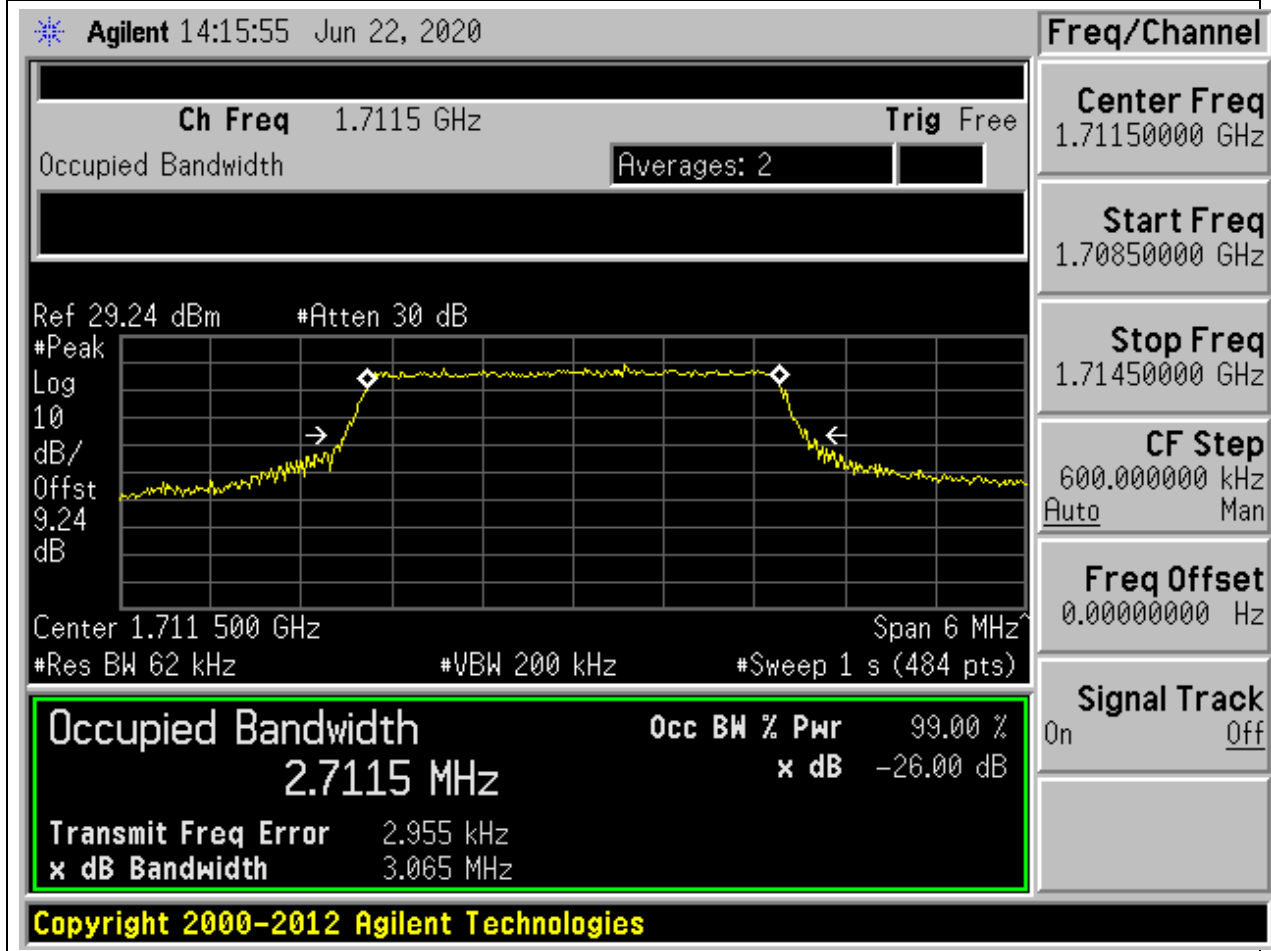 Agilent 14:15:55 Jun 22, 2020
Freq/Channel
Ch Freq 1.7115 GHz Trig Free
Occupied Bandwidth Averages: 2
Ref 29.24 dBm #Atten 30 dB
#Peak
Log
10
dB/
Offst
9.24
dB
Center 1.711 500 GHz Span 6 MHz^
#Res BW 62 kHz #VBW 200 kHz #Sweep 1 s (484 pts)
Occupied Bandwidth
2.7115 MHz
Occ BW % Pwr 99.00 %
x dB -26.00 dB
Transmit Freq Error 2.955 kHz
x dB Bandwidth 3.065 MHz
Center Freq
1.71150000 GHz
Start Freq
1.70850000 GHz
Stop Freq
1.71450000 GHz
CF Step
600.000000 kHz
Auto Man
Freq Offset
0.00000000 Hz
Signal Track
On Off
Copyright 2000-2012 Agilent Technologies